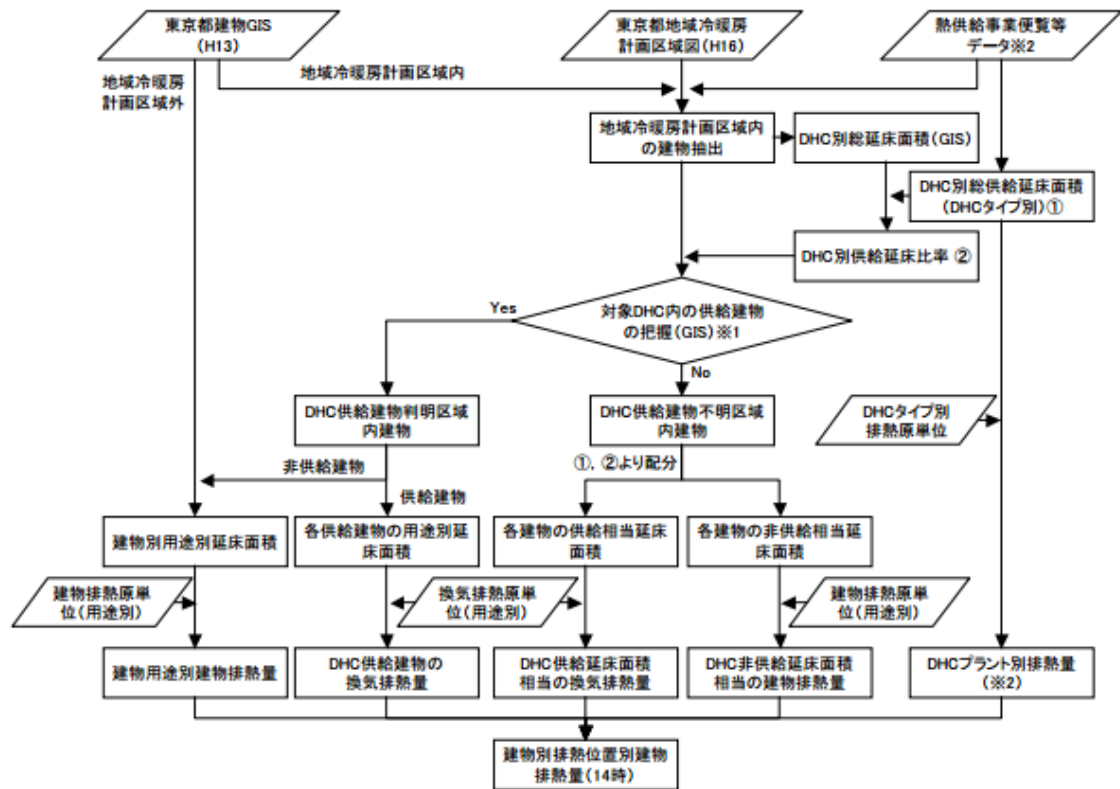 東京都建物GIS
(H13)
東京都地域冷暖房
計画区域図(H16)
熱供給事業便覧等
データ※2
地域冷暖房
計画区域外
地域冷暖房計画区域内
地域冷暖房計画区域内
の建物抽出
DHC別総延床面積(GIS)
DHC別総供給延床面積
(DHCタイプ別)①
DHC別供給延床比率 ②
Yes
対象DHC内の供給建物
の把握(GIS)※1
No
DHC供給建物判明区域
内建物
DHC供給建物不明区域
内建物
DHCタイプ別
排熱原単位
非供給建物
①, ②より配分
供給建物
建物別用途別延床面積
各供給建物の用途別延
床面積
各建物の供給相当延床
面積
各建物の非供給相当延
床面積
建物排熱原単
位(用途別)
換気排熱原単
位(用途別)
建物排熱原単
位(用途別)
建物用途別建物排熱量
DHC供給建物の
換気排熱量
DHC供給延床面積
相当の換気排熱量
DHC非供給延床面積
相当の建物排熱量
DHCプラント別排熱量
(※2)
建物別排熱位置別建物
排熱量(14時)